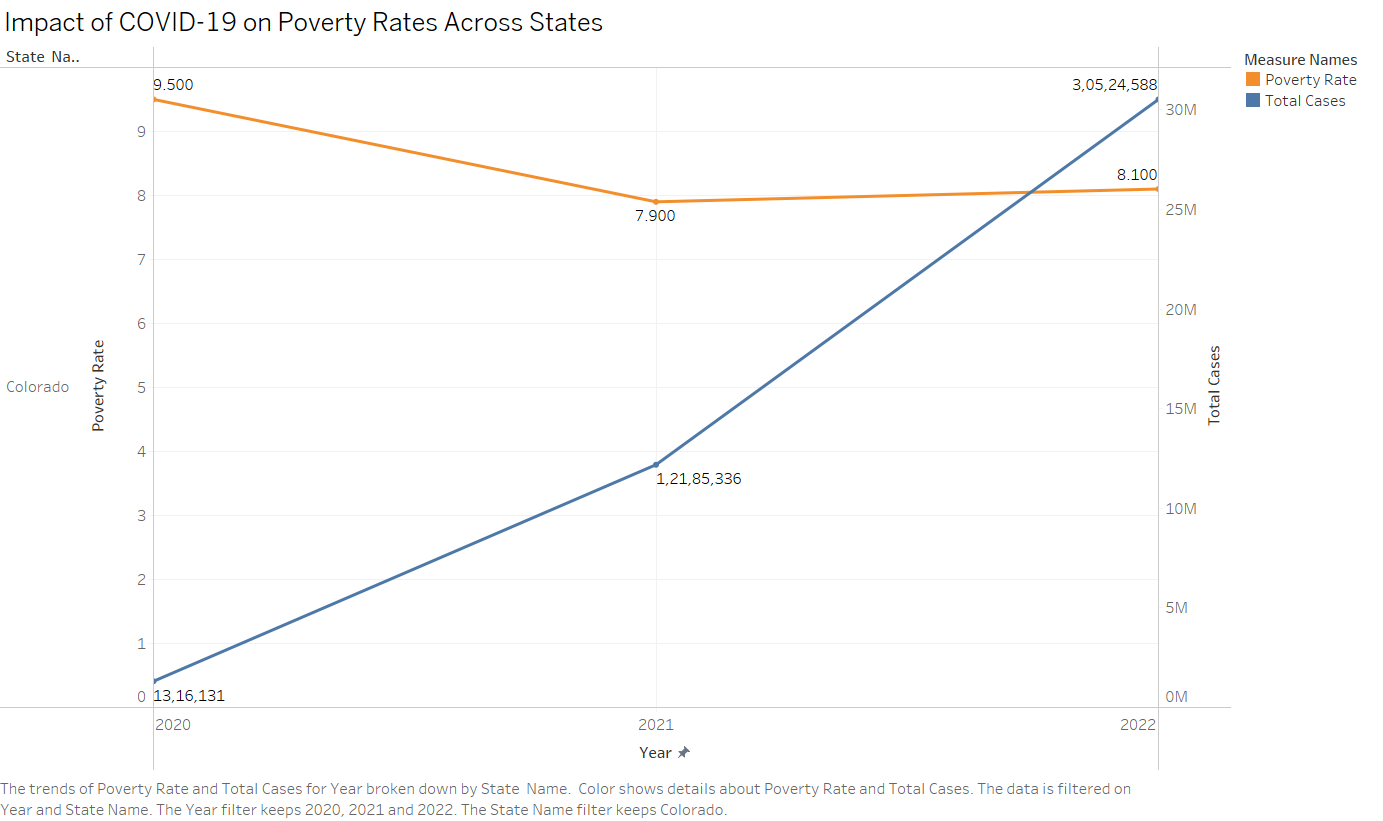 Impact of COVID-19 on Poverty Rates Across States
State Na..
Measure Names
Poverty Rate
Total Cases
9.500
3,05,24,588
30M
9
8.100
8
7.900
25M
7
6
20M
Poverty Rate
Total Cases
Colorado
5
15M
4
1,21,85,336
3
10M
2
5M
1
0
13,16,131
0M
2020
2021
2022
Year
The trends of Poverty Rate and Total Cases for Year broken down by State Name. Color shows details about Poverty Rate and Total Cases. The data is filtered on
Year and State Name. The Year filter keeps 2020, 2021 and 2022. The State Name filter keeps Colorado.